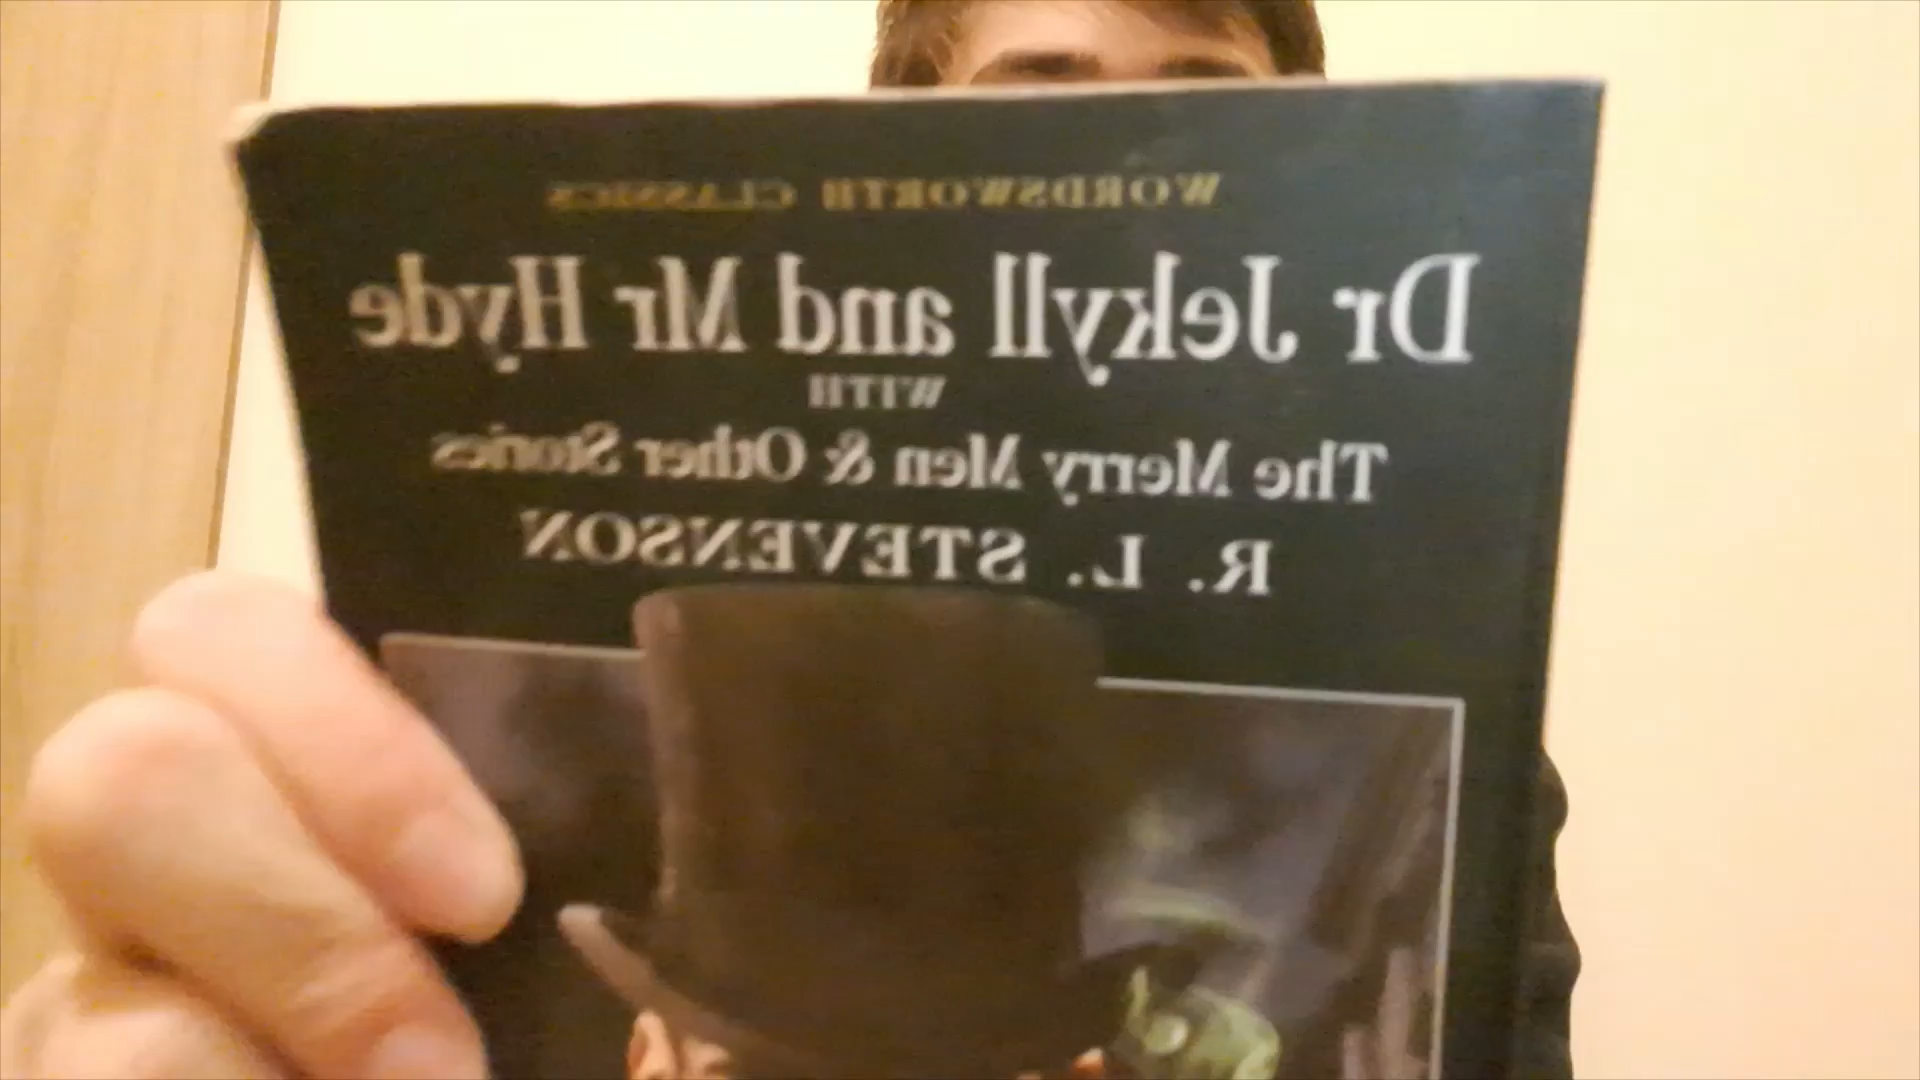 WORDSWORTH CLASSICS
Dr Jekyll and Mr Hyde
WITH
The Merry Men & Other Stories
R. L. STEVENSON